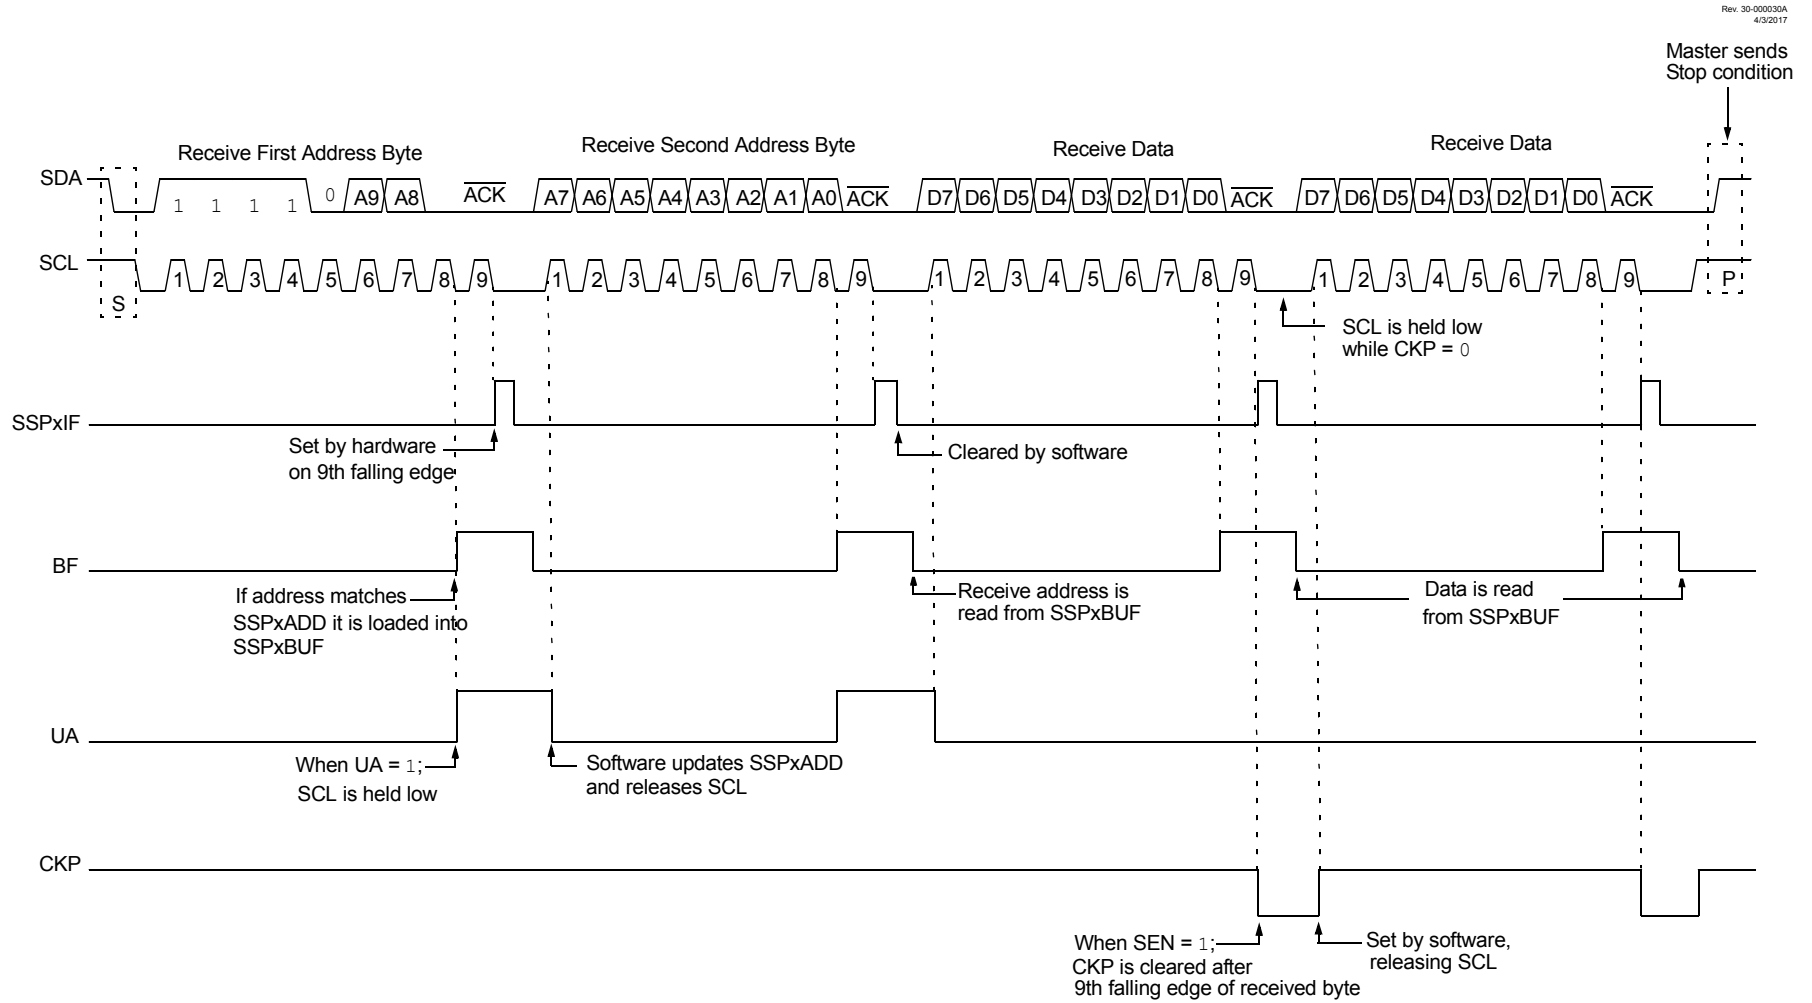 Rev. 30-000030A
4/3/2017
Master sends
Stop condition
Receive First Address Byte
Receive Second Address Byte
Receive Data
Receive Data
SDA
1 1 1 1 0 A9 A8 ACK A7 A6 A5 A4 A3 A2 A1 A0 ACK D7 D6 D5 D4 D3 D2 D1 D0 ACK D7 D6 D5 D4 D3 D2 D1 D0 ACK
SCL
1 2 3 4 5 6 7 8 9 1 2 3 4 5 6 7 8 9 1 2 3 4 5 6 7 8 9 1 2 3 4 5 6 7 8 9
S
P
SCL is held low
while CKP = 0
SSPxIF
Set by hardware
on 9th falling edge
Cleared by software
BF
If address matches
SSPxADD it is loaded into
SSPxBUF
Receive address is
read from SSPxBUF
Data is read
from SSPxBUF
UA
When UA = 1;
SCL is held low
Software updates SSPxADD
and releases SCL
CKP
When SEN = 1;
CKP is cleared after
9th falling edge of received byte
Set by software,
releasing SCL